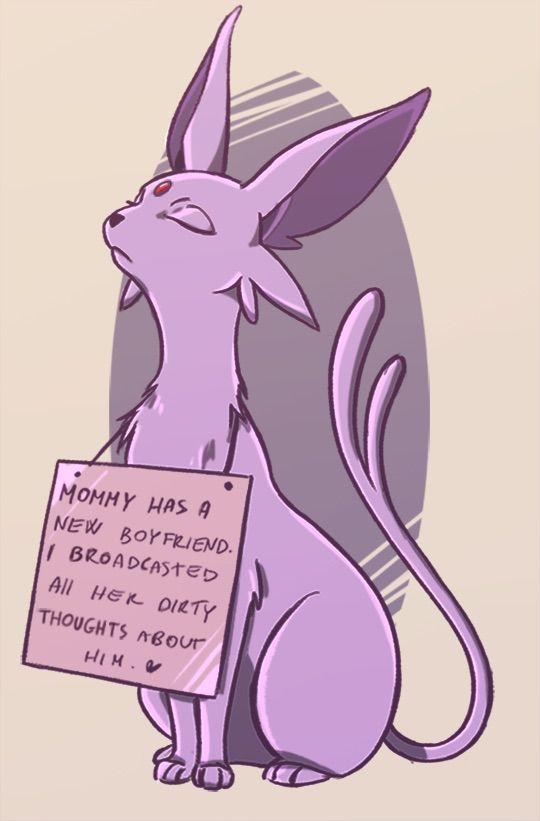 MOMMY HAS A
NEW BOYFRIEND.
I BROADCASTED
All HER DIRTY
THOUGHTS ABOUT
HIM.